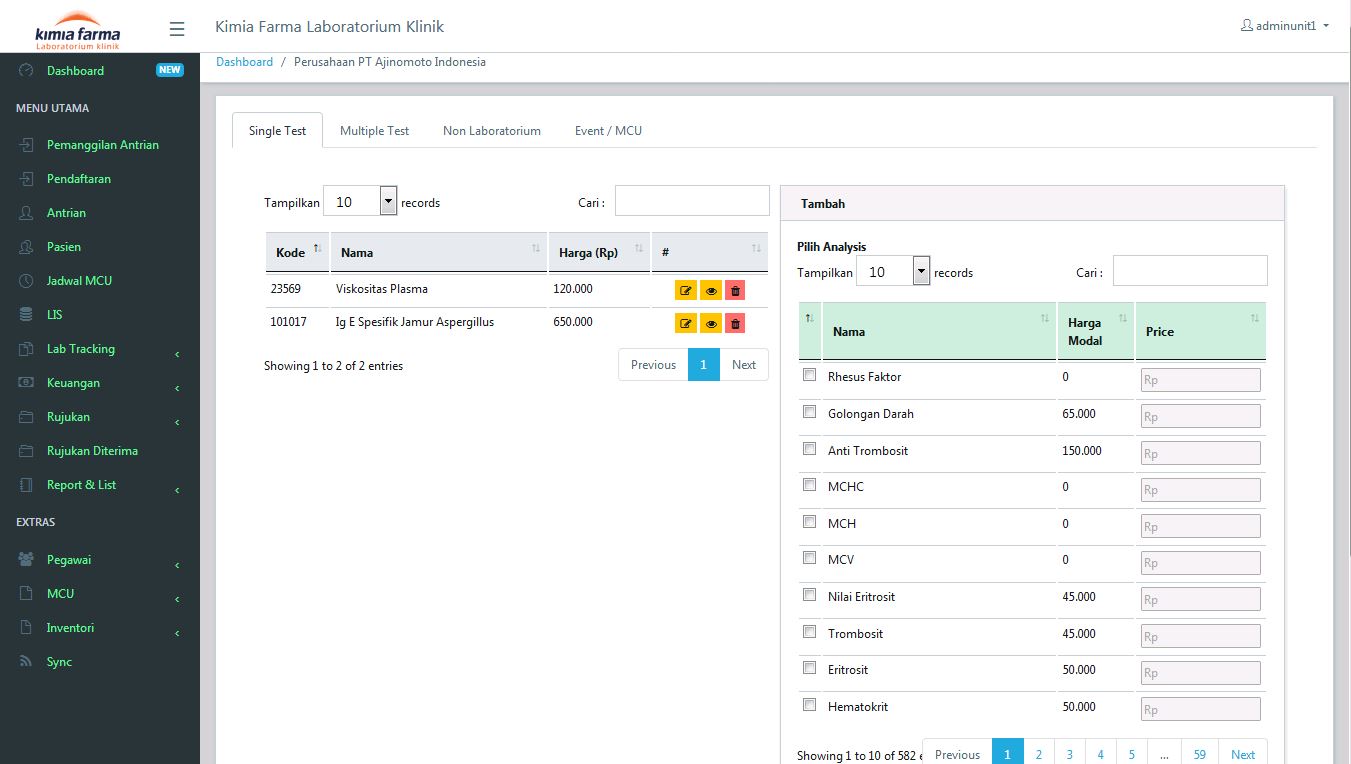 kimia farma
Laboratorium klinik
Kimia Farma Laboratorium Klinik
adminunit1
Dashboard
NEW
MENU UTAMA
Pemanggilan Antrian
Pendaftaran
Antrian
Pasien
Jadwal MCU
LIS
Lab Tracking
Keuangan
Rujukan
Rujukan Diterima
Report & List
EXTRAS
Pegawai
MCU
Inventori
Sync
Dashboard / Perusahaan PT Ajinomoto Indonesia
Single Test Multiple Test Non Laboratorium Event / MCU
Tampilkan 10 records Cari :
Kode Nama Harga (Rp) #
23569 Viskositas Plasma 120.000
101017 Ig E Spesifik Jamur Aspergillus 650.000
Showing 1 to 2 of 2 entries
Previous 1 Next
Tambah
Pilih Analysis
Tampilkan 10 records Cari :
Nama Harga Modal Price
Rhesus Faktor 0 Rp
Golongan Darah 65.000 Rp
Anti Trombosit 150.000 Rp
MCHC 0 Rp
MCH 0 Rp
MCV 0 Rp
Nilai Eritrosit 45.000 Rp
Trombosit 45.000 Rp
Eritrosit 50.000 Rp
Hematokrit 50.000 Rp
Showing 1 to 10 of 582 e
Previous 1 2 3 4 5 ... 59 Next